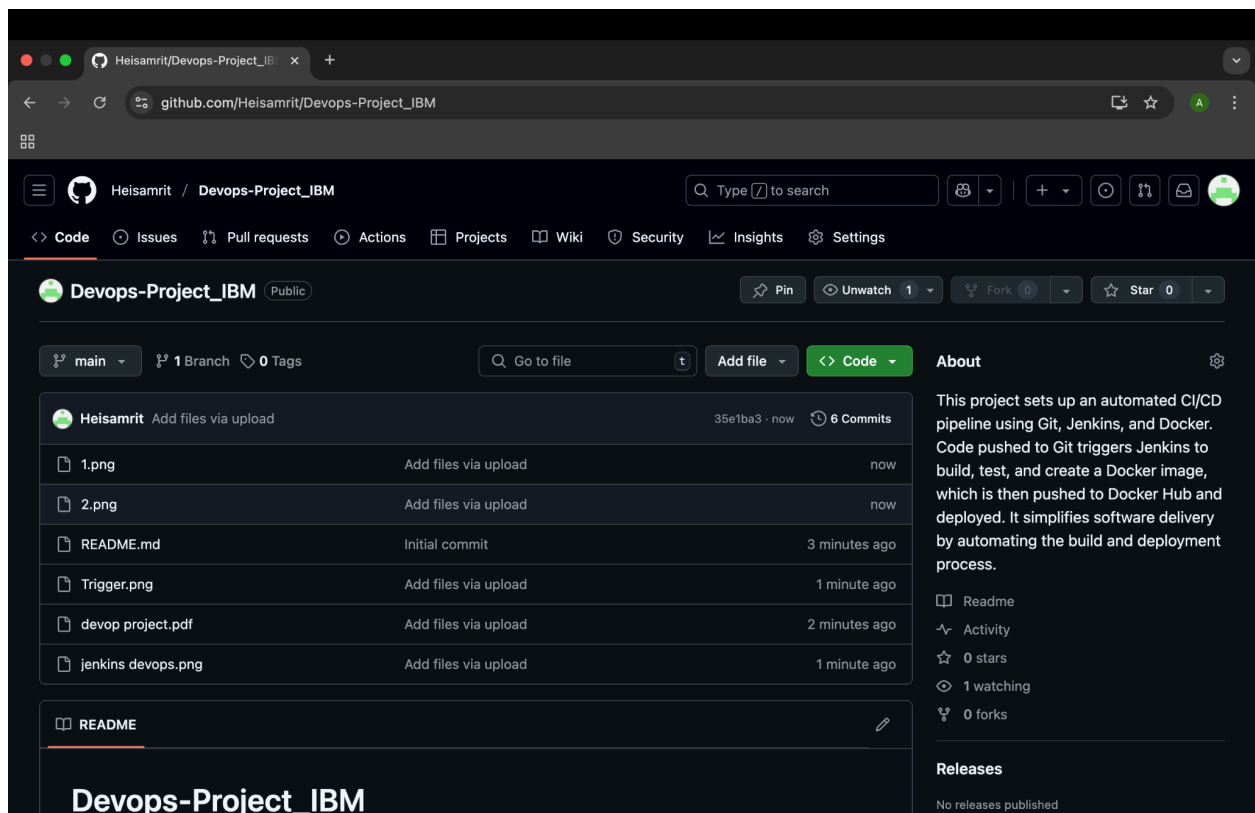 Heisamrit/Devops-Project_IB
github.com/Heisamrit/Devops-Project_IBM
A
Heisamrit / Devops-Project_IBM
Type / to search
Code Issues Pull requests Actions Projects Wiki Security Insights Settings
Devops-Project_IBM Public
Pin Unwatch 1 Fork 0 Star 0
main 1 Branch 0 Tags Go to file t Add file <> Code
Heisamrit Add files via upload 35e1ba3 · now 6 Commits
1.png Add files via upload now
2.png Add files via upload now
README.md Initial commit 3 minutes ago
Trigger.png Add files via upload 1 minute ago
devop project.pdf Add files via upload 2 minutes ago
jenkins devops.png Add files via upload 1 minute ago
README
Devops-Project_IBM
About
This project sets up an automated CI/CD
pipeline using Git, Jenkins, and Docker.
Code pushed to Git triggers Jenkins to
build, test, and create a Docker image,
which is then pushed to Docker Hub and
deployed. It simplifies software delivery
by automating the build and deployment
process.
Readme
Activity
0 stars
1 watching
0 forks
Releases
No releases published